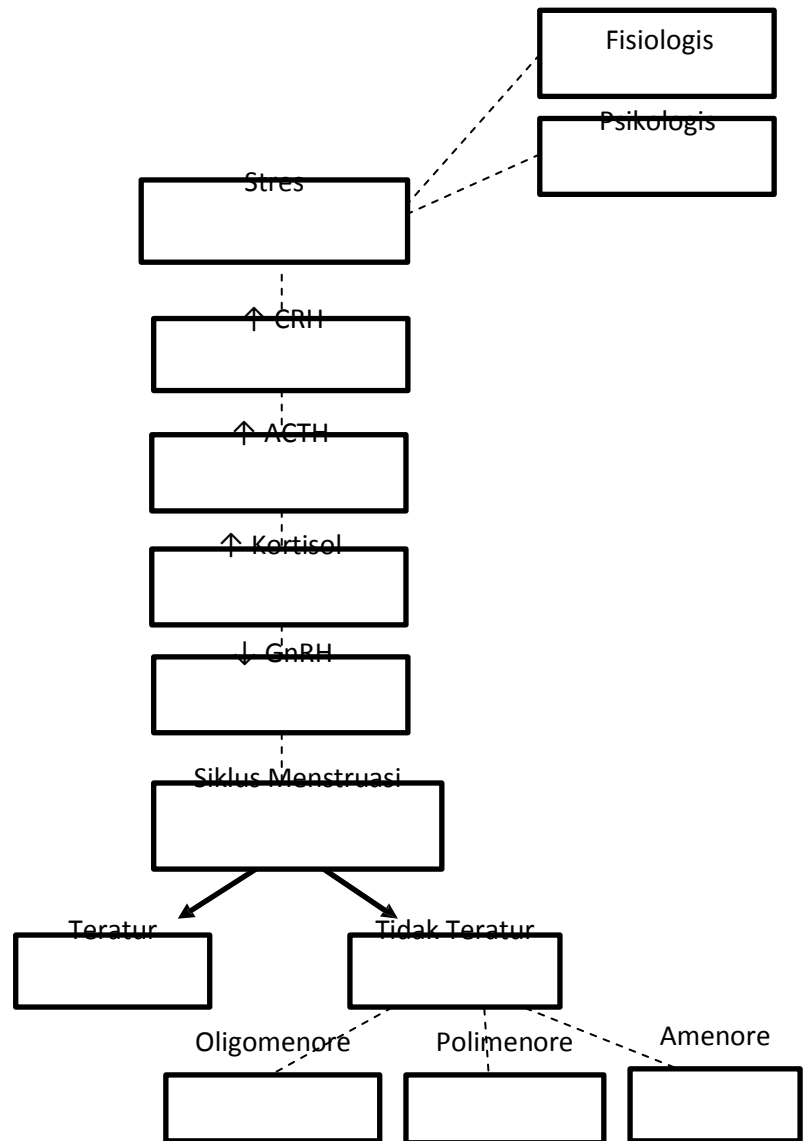 Fisiologis
Psikologis
Stres
↑ CRH
↑ ACTH
↑ Kortisol
↓ GnRH
Siklus Menstruasi
Teratur
Tidak Teratur
Oligomenore
Polimenore
Amenore